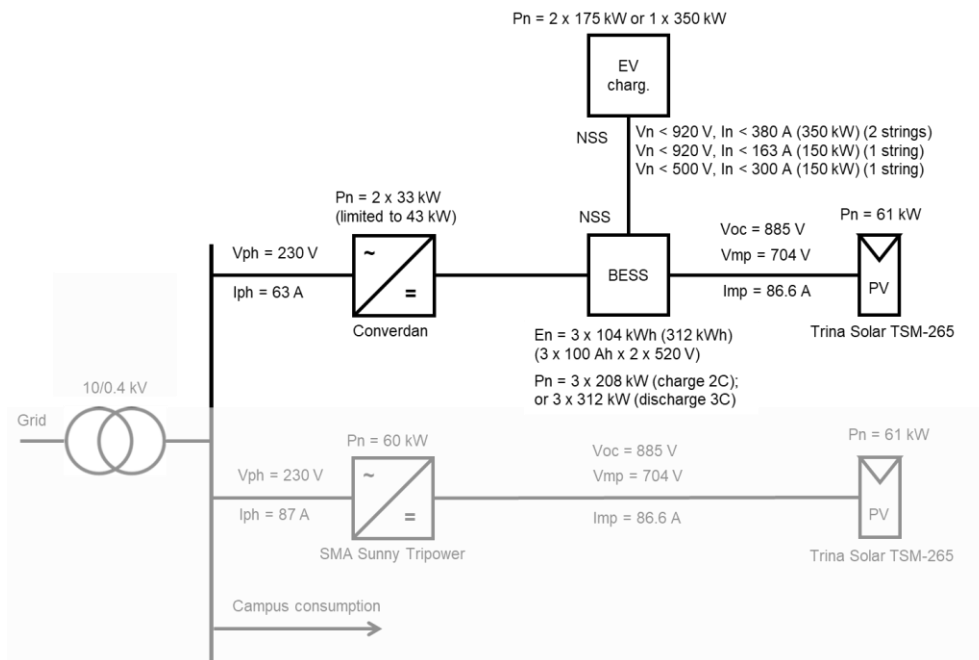 Pn = 2 x 175 kW or 1 x 350 kW
EV
charg.
NSS
Vn < 920 V, In < 380 A (350 kW) (2 strings)
Vn < 920 V, In < 163 A (150 kW) (1 string)
Vn < 500 V, In < 300 A (150 kW) (1 string)
Pn = 2 x 33 kW
(limited to 43 kW)
NSS
Pn = 61 kW
Vph = 230 V
Iph = 63 A
~
=
Converdan
BESS
Voc = 885 V
Vmp = 704 V
Imp = 86.6 A
PV
Trina Solar TSM-265
En = 3 x 104 kWh (312 kWh)
(3 x 100 Ah x 2 x 520 V)
Pn = 3 x 208 kW (charge 2C);
or 3 x 312 kW (discharge 3C)
10/0.4 kV
Grid
Pn = 60 kW
Vph = 230 V
Iph = 87 A
~
=
SMA Sunny Tripower
Voc = 885 V
Vmp = 704 V
Imp = 86.6 A
Pn = 61 kW
PV
Trina Solar TSM-265
Campus consumption